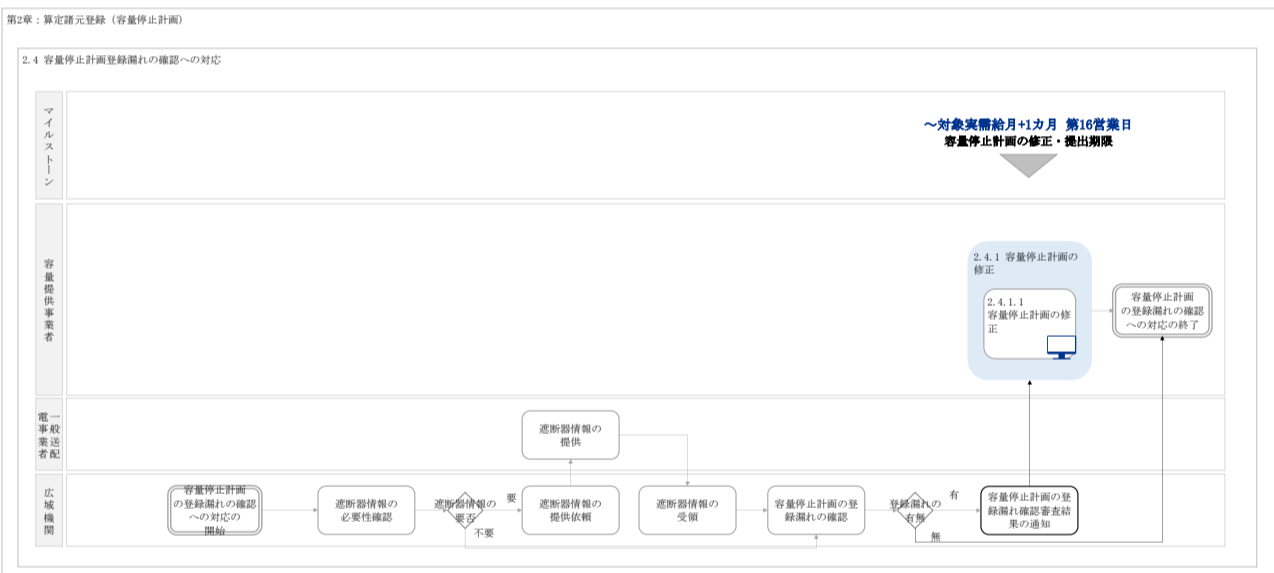 第2章：算定諸元登録（容量停止計画）
2.4 容量停止計画登録漏れの確認への対応
マイルストーン
～対象実需給月+1カ月 第16営業日
容量停止計画の修正・提出期限
容量提供事業者
2.4.1 容量停止計画の
修正
2.4.1.1
容量停止計画の修
正
容量停止計画
の登録漏れの確認
への対応の終了
一般送配
電事業者
遮断器情報の
提供
広域機関
容量停止計画
の登録漏れの確認
への対応の
開始
遮断器情報の
必要性確認
遮断器情報の
要否
要
不要
遮断器情報の
提供依頼
遮断器情報の
受領
容量停止計画の登
録漏れの確認
登録漏れの
有無
有
無
容量停止計画の登
録漏れ確認審査結
果の通知